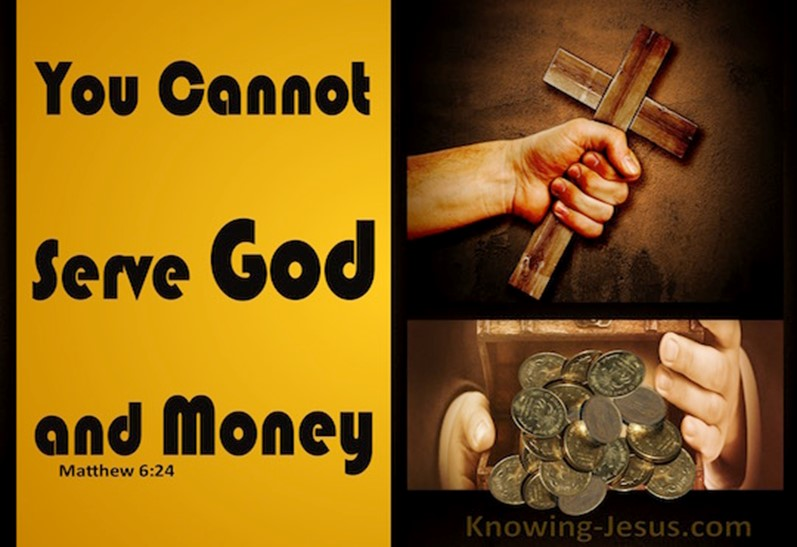 You Cannot
Serve God
and Money
Matthew 6:24
Knowing-Jesus.com